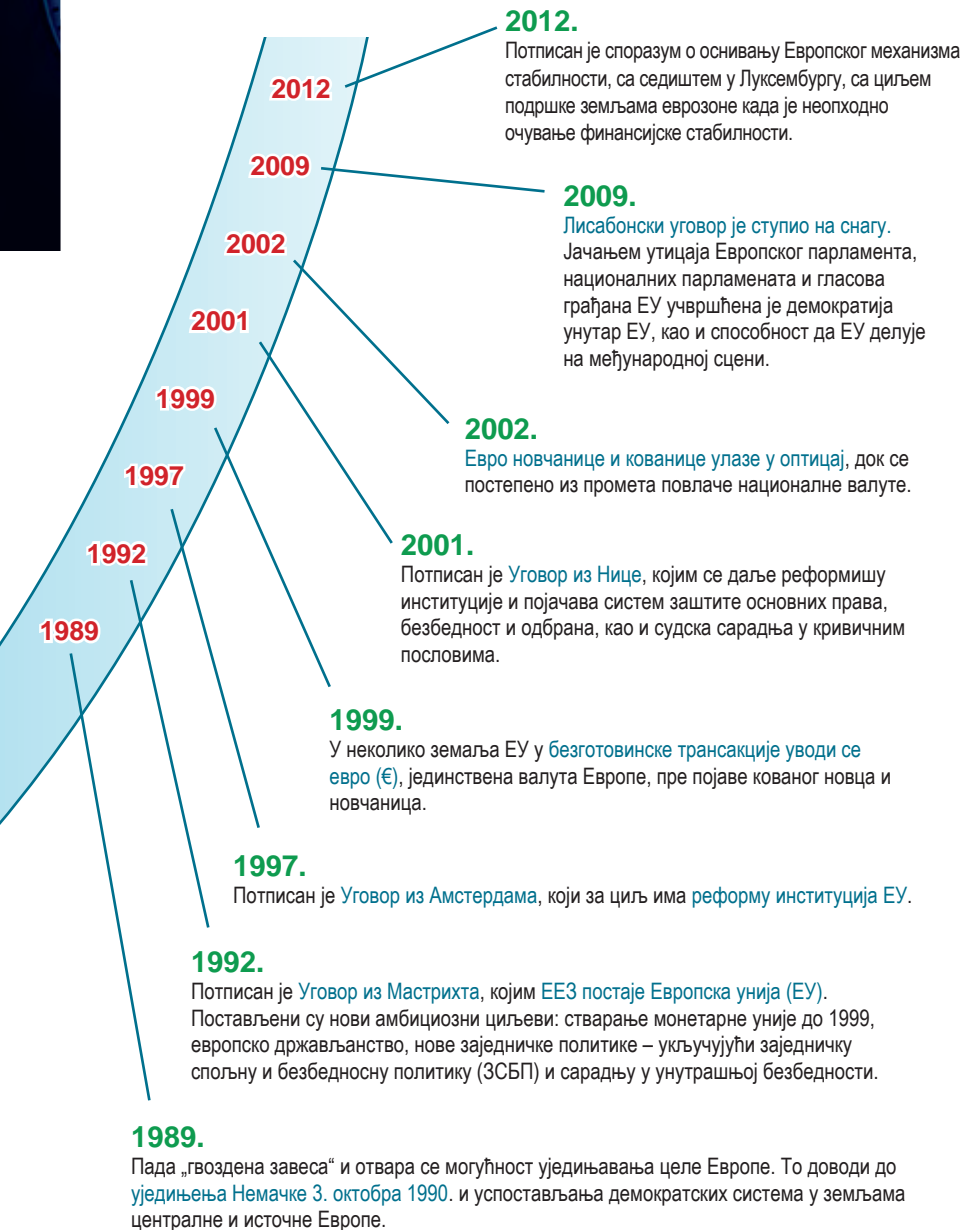 2012.
Потписан је споразум о оснивању Европског механизма
стабилности, са седиштем у Луксембургу, са циљем
подршке земљама еврозоне када је неопходно
очување финансијске стабилности.
2012
2009
2009.
Лисабонски уговор је ступио на снагу.
Јачањем утицаја Европског парламента,
националних парламената и гласова
грађана ЕУ учвршћена је демократија
унутар ЕУ, као и способност да ЕУ делује
на међународној сцени.
2002
2001
1999
2002.
Евро новчанице и кованице улазе у оптицај, док се
постепено из промета повлаче националне валуте.
1997
1992
2001.
Потписан је Уговор из Нице, којим се даље реформишу
институције и појачава систем заштите основних права,
безбедност и одбрана, као и судска сарадња у кривичним
пословима.
1989
1999.
У неколико земаља ЕУ у безготовинске трансакције уводи се
евро (€), јединствена валута Европе, пре појаве кованог новца и
новчаница.
1997.
Потписан је Уговор из Амстердама, који за циљ има реформу институција ЕУ.
1992.
Потписан је Уговор из Мастрихта, којим ЕЕЗ постаје Европска унија (ЕУ).
Постављени су нови амбициозни циљеви: стварање монетарне уније до 1999,
европско држављанство, нове заједничке политике – укључујући заједничку
спољну и безбедносну политику (ЗСБП) и сарадњу у унутрашњој безбедности.
1989.
Пада „гвоздена завеса“ и отвара се могућност уједињавања целе Европе. То доводи до
уједињења Немачке 3. октобра 1990. и успостављања демократских система у земљама
централне и источне Европе.